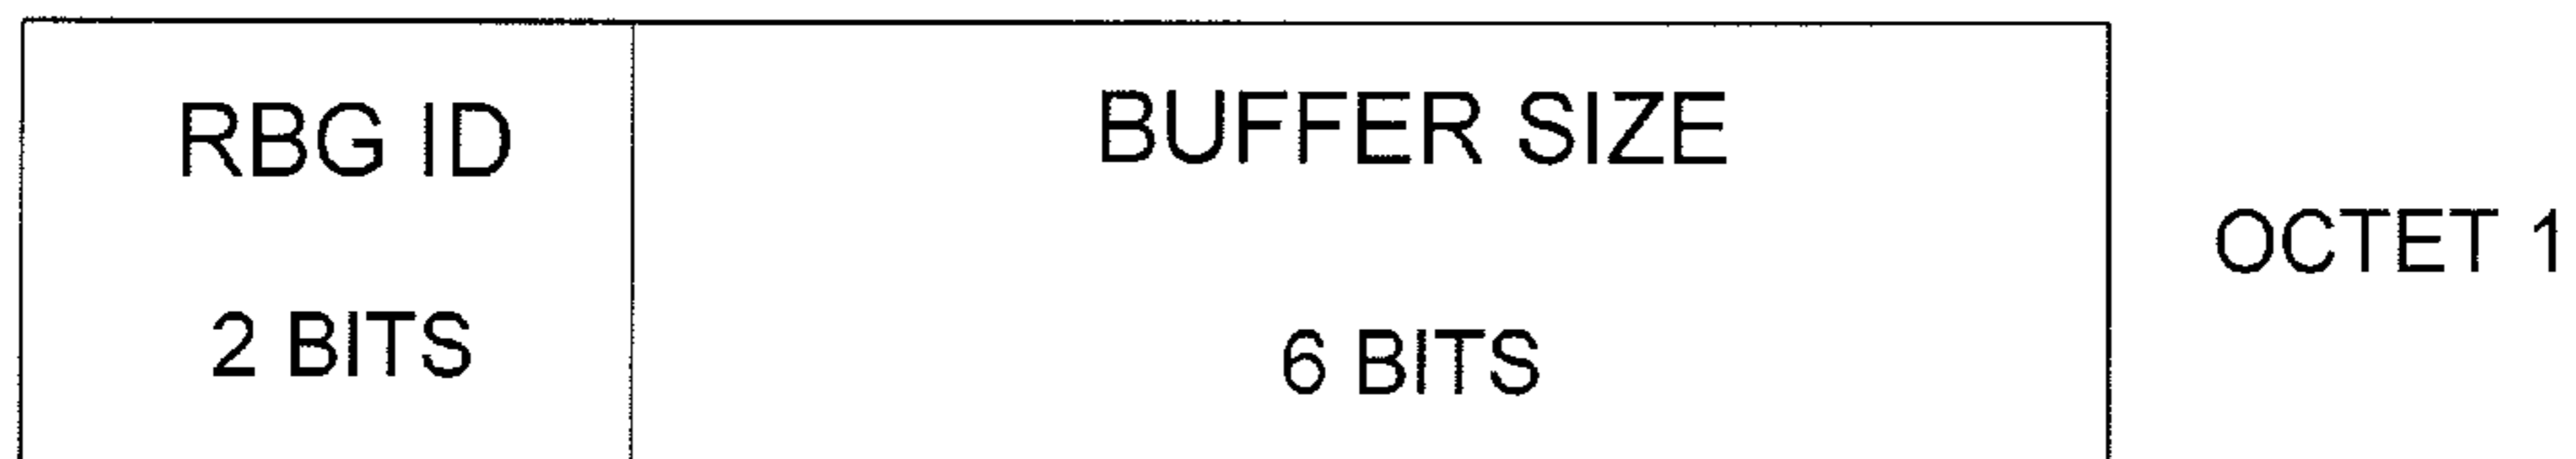 RBG ID
2 BITS
BUFFER SIZE
6 BITS
OCTET 1